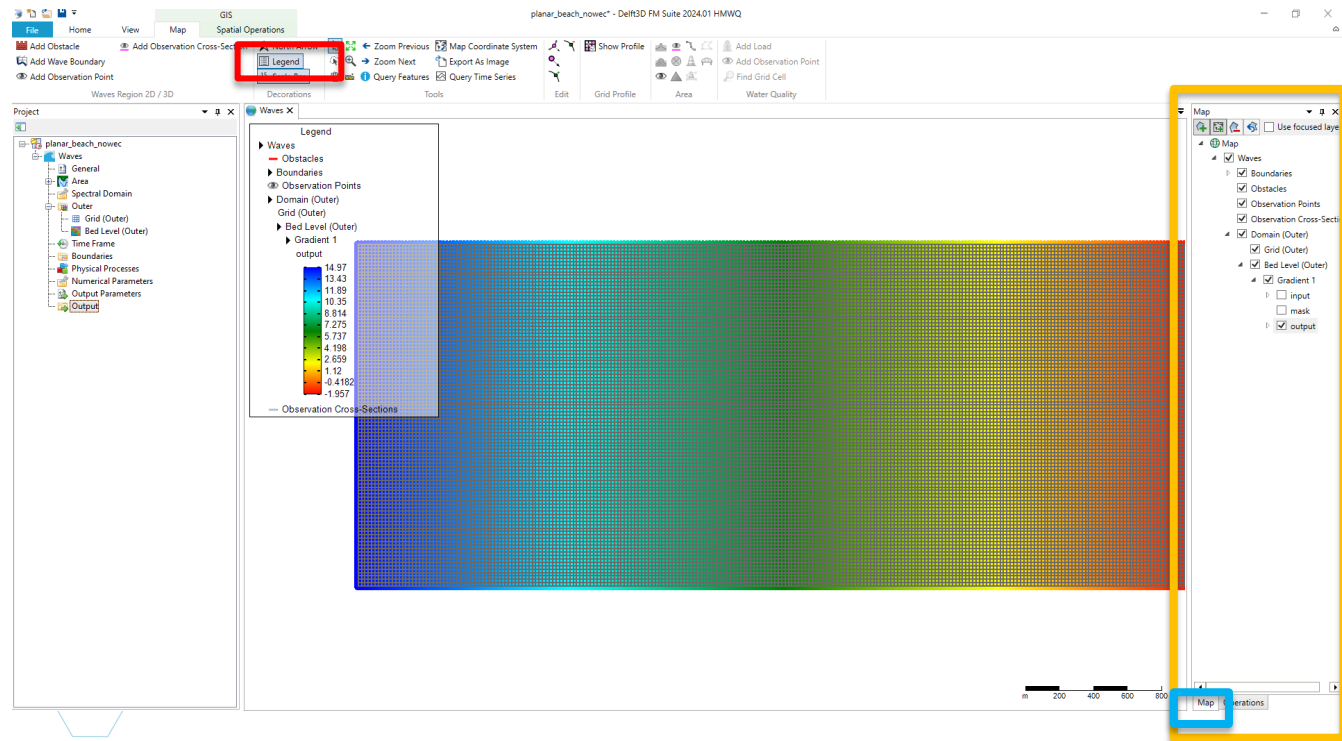 GIS
planar_beach_nowec* - Delft3D FM Suite 2024.01 HMWQ
File Home View Map Spatial Operations
Add Obstacle
Add Observation Cross-Section
North Arrow
Zoom Previous
Map Coordinate System
Show Profile
Add Load
Add Wave Boundary
Legend
Zoom Next
Export As Image
Add Observation Point
Add Observation Point
Query Features
Query Time Series
Find Grid Cell
Waves Region 2D / 3D
Decorations
Tools
Edit
Grid Profile
Area
Water Quality
Project
planar_beach_nowec
Waves
General
Area
Spectral Domain
Outer
Grid (Outer)
Bed Level (Outer)
Time Frame
Boundaries
Physical Processes
Numerical Parameters
Output Parameters
Output
Waves
Legend
Waves
Obstacles
Boundaries
Observation Points
Domain (Outer)
Grid (Outer)
Bed Level (Outer)
Gradient 1
output
14.97
13.43
11.89
10.35
8.814
7.275
5.737
4.198
2.659
1.12
-0.4182
-1.957
Observation Cross-Sections
m 200 400 600 800
Map
Use focused laye
Map
Waves
Boundaries
Obstacles
Observation Points
Observation Cross-Secti
Domain (Outer)
Grid (Outer)
Bed Level (Outer)
Gradient 1
input
mask
output
Map
erations